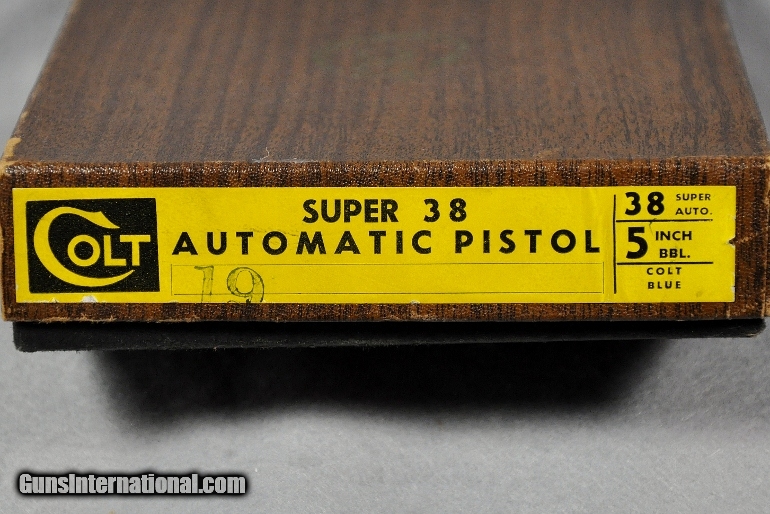 COLT
SUPER 38
AUTOMATIC PISTOL
19
38 SUPER AUTO.
5 INCH BBL.
COLT
BLUE
GunsInternational.com